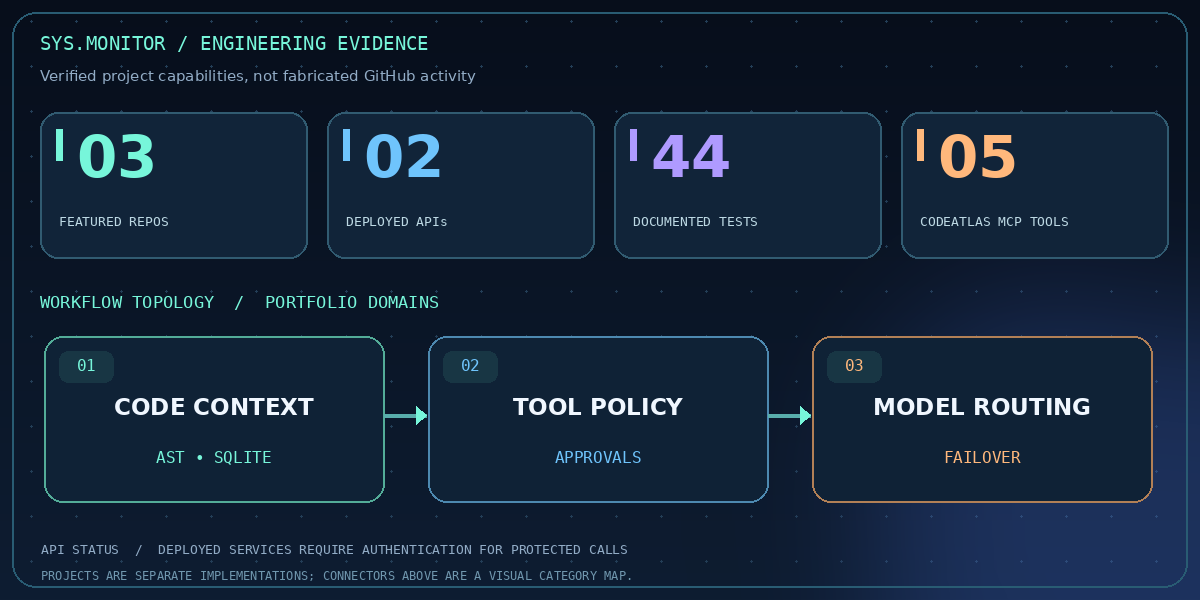 SYS.MONITOR / ENGINEERING EVIDENCE
Verified project capabilities, not fabricated GitHub activity
03
FEATURED REPOS
02
DEPLOYED APIs
44
DOCUMENTED TESTS
05
CODEATLAS MCP TOOLS
WORKFLOW TOPOLOGY / PORTFOLIO DOMAINS
01
CODE CONTEXT
AST • SQLITE
02
TOOL POLICY
APPROVALS
03
MODEL ROUTING
FAILOVER
API STATUS / DEPLOYED SERVICES REQUIRE AUTHENTICATION FOR PROTECTED CALLS
PROJECTS ARE SEPARATE IMPLEMENTATIONS; CONNECTORS ABOVE ARE A VISUAL CATEGORY MAP.